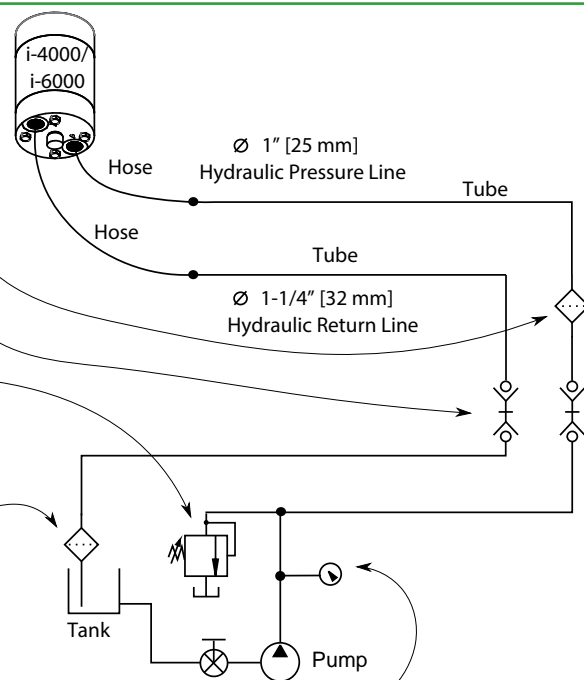 i-4000/
i-6000
Ø 1” [25 mm]
Hydraulic Pressure Line
Hose
Tube
Hose
Tube
Ø 1-1/4” [32 mm]
Hydraulic Return Line
Tank
Pump